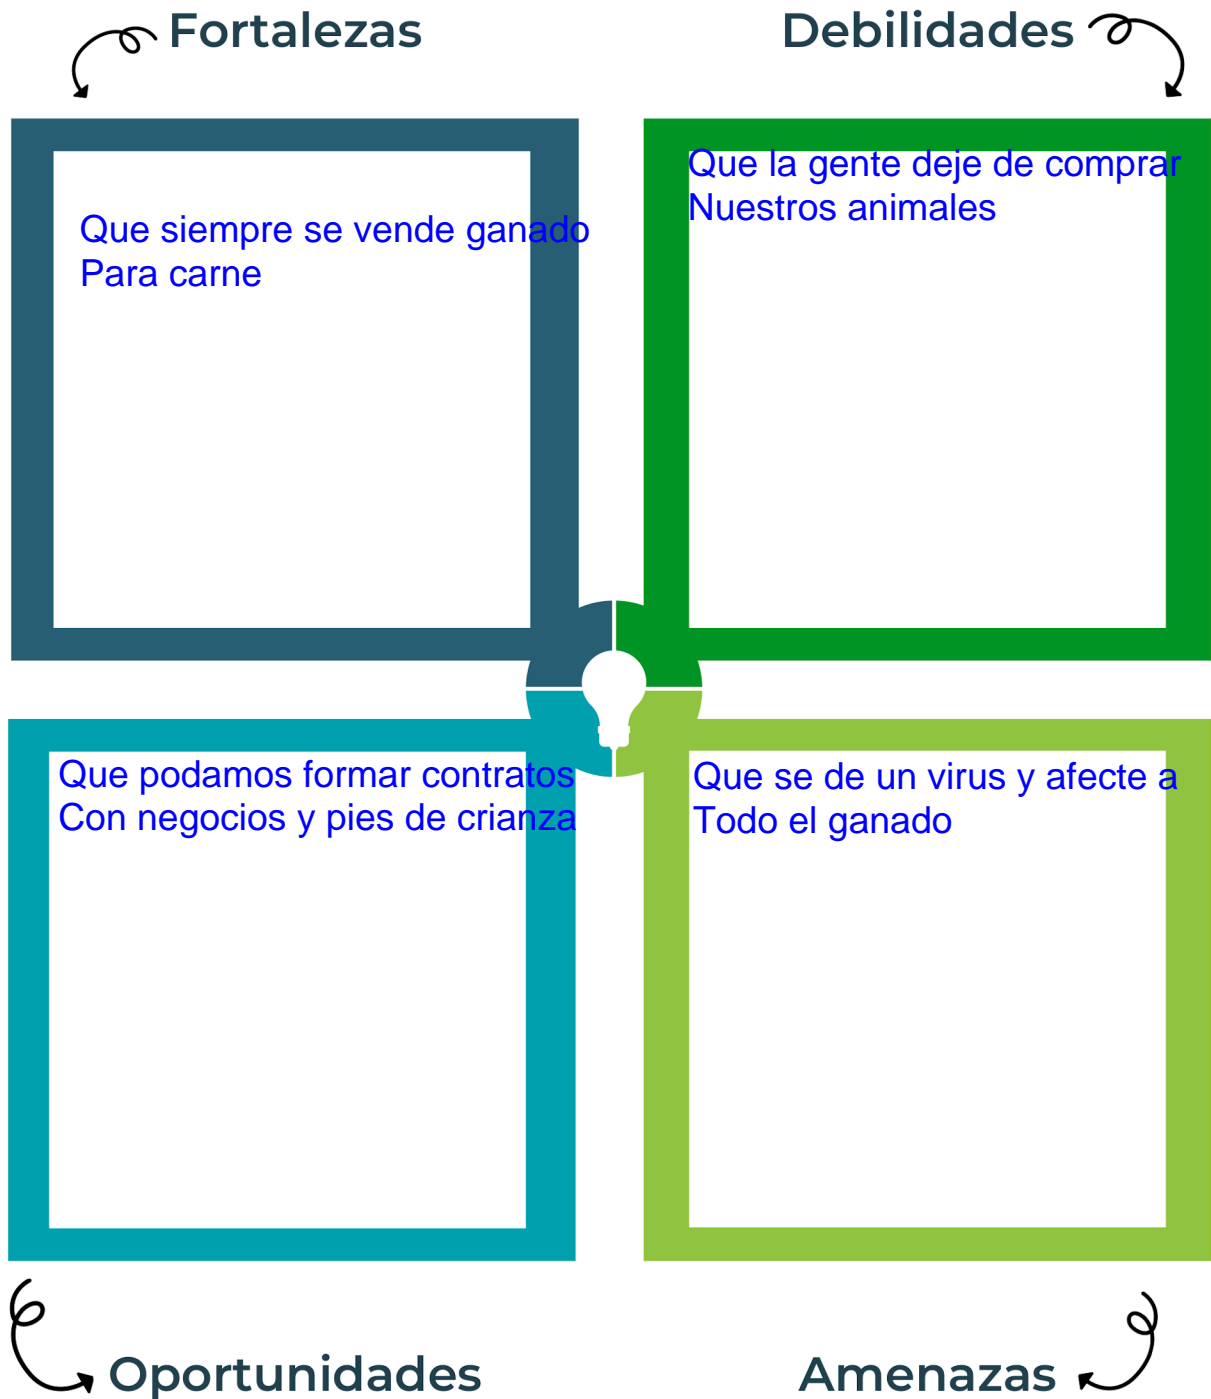 Fortalezas
Debilidades
Que siempre se vende ganado
Para carne
Que la gente deje de comprar
Nuestros animales
Que podamos formar contratos
Con negocios y pies de crianza
Que se de un virus y afecte a
Todo el ganado
Oportunidades
Amenazas